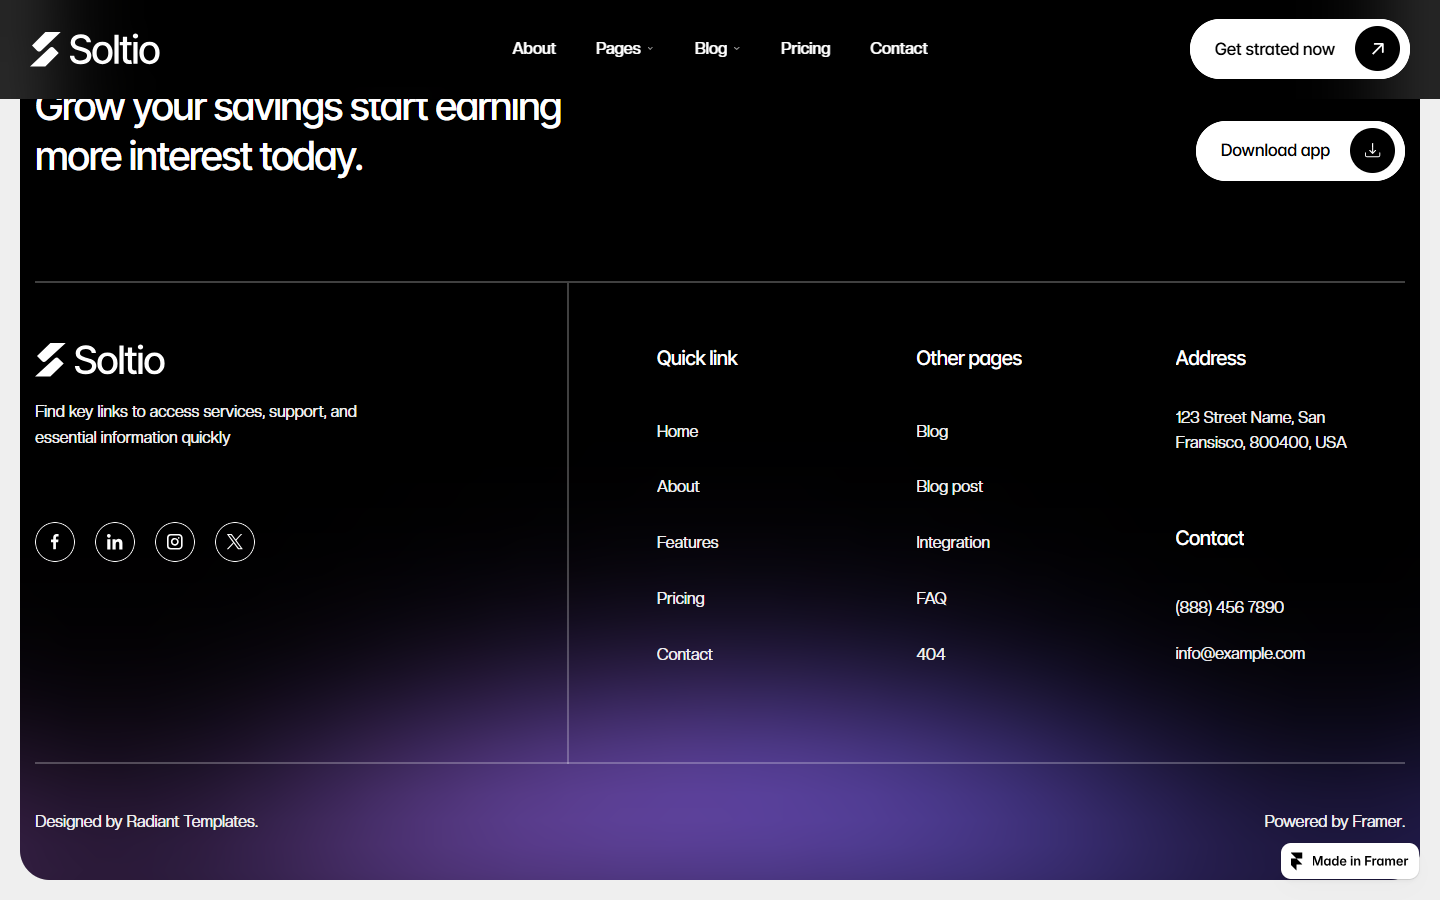 Soltio
About
Pages
Blog
Pricing
Contact
Get strated now
Grow your savings start earning
more interest today.
Download app
Soltio
Find key links to access services, support, and
essential information quickly
Quick link
Home
About
Features
Pricing
Contact
Other pages
Blog
Blog post
Integration
FAQ
404
Address
123 Street Name, San
Fransisco, 800400, USA
Contact
(888) 456 7890
info@example.com
Designed by Radiant Templates.
Powered by Framer.
Made in Framer